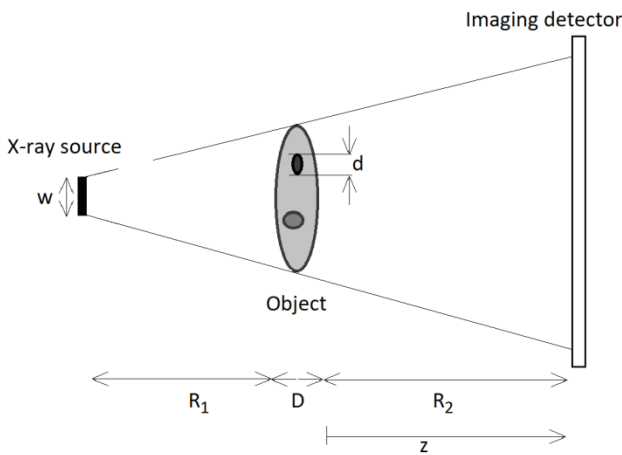 Imaging detector
X-ray source
d
w
Object
R₁
D
R₂
z